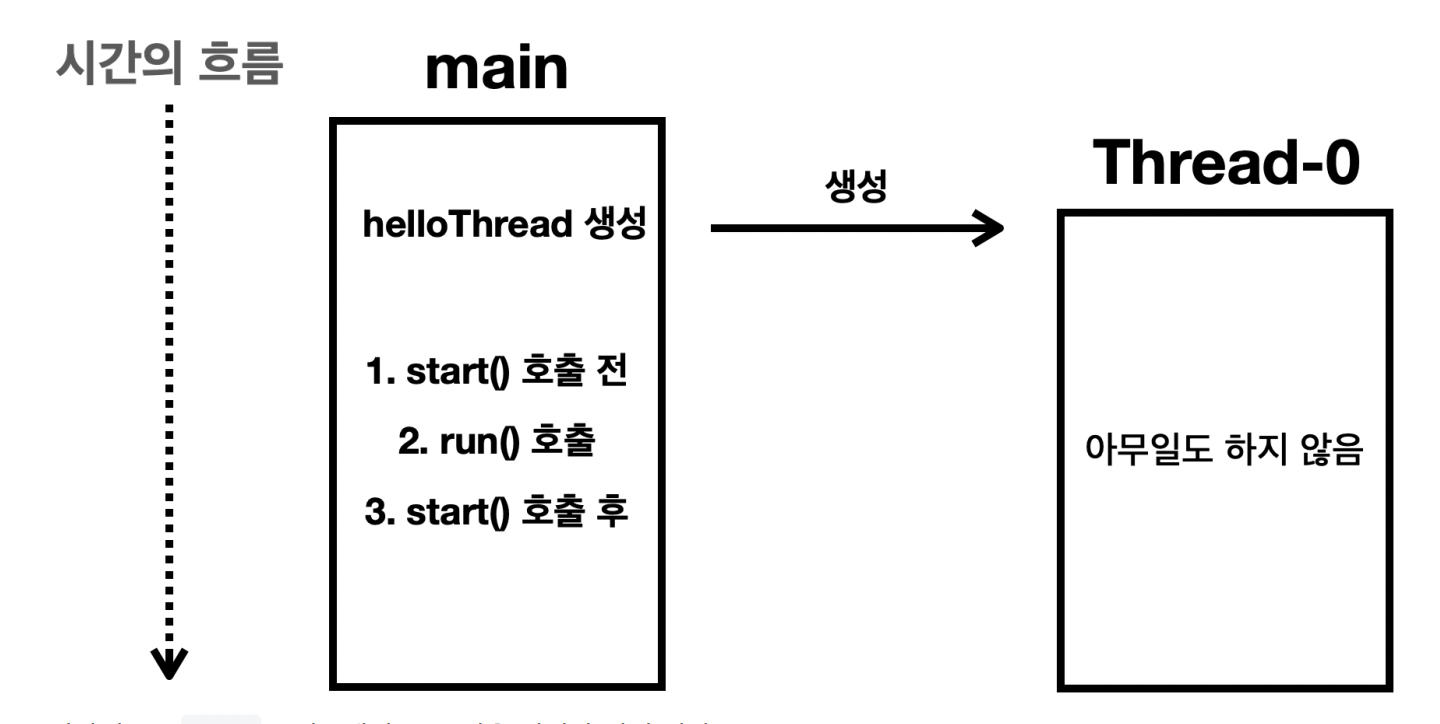 시간의 흐름
main
helloThread 생성
1. start() 호출 전
2. run() 호출
3. start() 호출 후
생성
Thread-0
아무일도 하지 않음